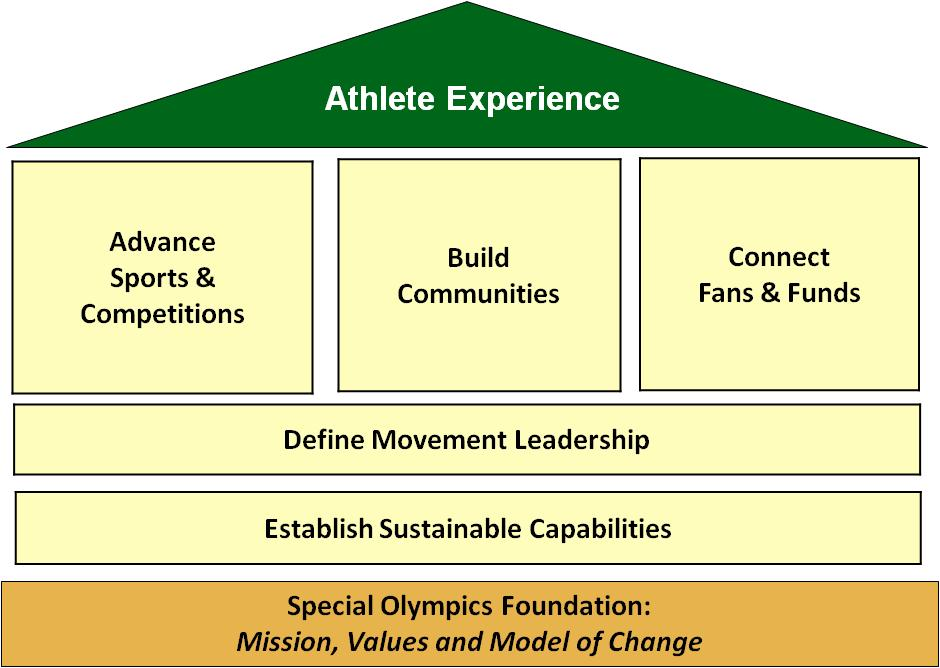 Athlete Experience
Advance
Sports &
Competitions
Build
Communities
Connect
Fans & Funds
Define Movement Leadership
Establish Sustainable Capabilities
Special Olympics Foundation:
Mission, Values and Model of Change